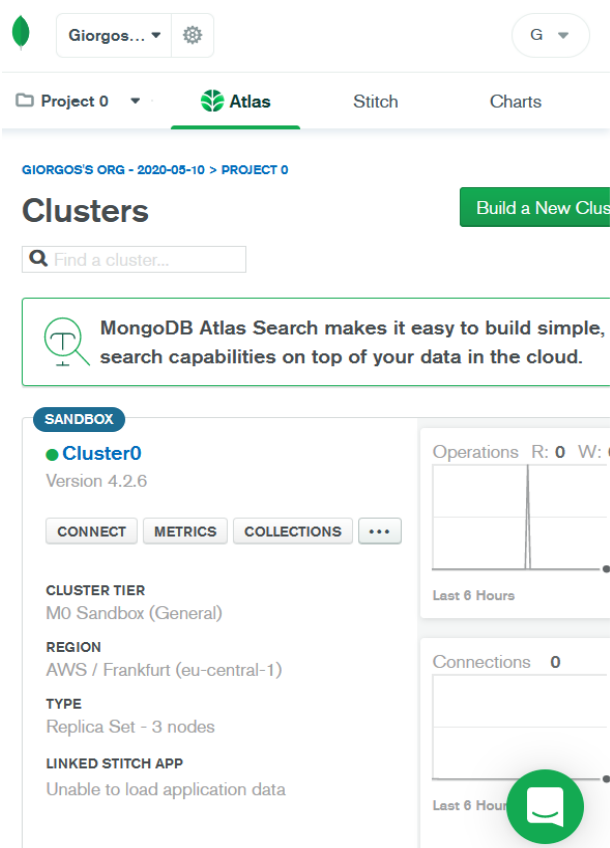 Giorgos...
G
Project 0
Atlas
Stitch
Charts
GIORGOS'S ORG - 2020-05-10 > PROJECT 0
Clusters
Build a New Clus
Find a cluster...
MongoDB Atlas Search makes it easy to build simple,
search capabilities on top of your data in the cloud.
SANDBOX
Cluster0
Version 4.2.6
CONNECT
METRICS
COLLECTIONS
...
CLUSTER TIER
M0 Sandbox (General)
REGION
AWS / Frankfurt (eu-central-1)
TYPE
Replica Set - 3 nodes
LINKED STITCH APP
Unable to load application data
Operations R: 0 W:
Last 6 Hours
Connections 0
Last 6 Hour